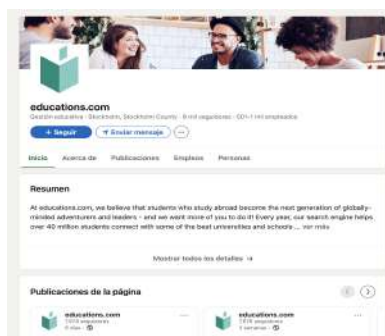 educations.com
Gestión educativa · Stockholm, Stockholm County · 8 mil seguidores · 501-1 mil empleados
+ Seguir
Enviar mensaje
Inicio
Acerca de
Publicaciones
Empleos
Personas
Resumen
At educations.com, we believe that students who study abroad become the next generation of globally-
minded adventurers and leaders - and we want more of you to do it! Every year, our search engine helps
over 40 million students connect with some of the best universities and schools ... ver más
Mostrar todos los detalles →
Publicaciones de la página
educations.com
seguidores
educations.com
seguidores
semanas